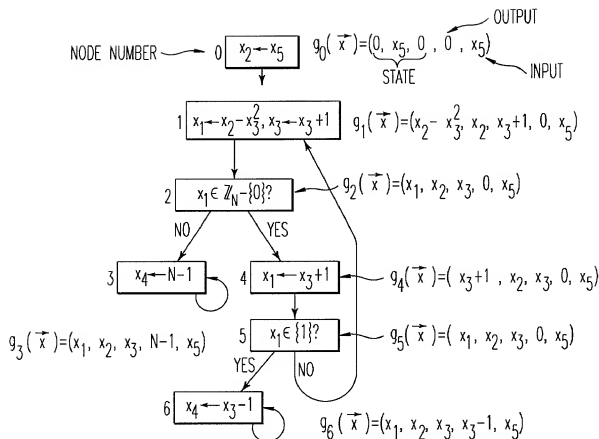 OUTPUT
NODE NUMBER 0 x₂←x₅ g₀(x⃗)=(0, x₅, 0, 0, x₅)
STATE INPUT
1 x₁←x₂−x₃², x₃←x₃+1 g₁(x⃗)=(x₂− x₃², x₂, x₃+1, 0, x₅)
2 x₁∈ ℤ_N−{0}? g₂(x⃗)=(x₁, x₂, x₃, 0, x₅)
NO YES
3 x₄←N−1 4 x₁←x₃+1 g₄(x⃗)=( x₃+1 , x₂, x₃, 0, x₅)
g₃(x⃗)=(x₁, x₂, x₃, N−1, x₅) 5 x₁∈{1}? g₅(x⃗)=( x₁, x₂, x₃, 0, x₅)
YES NO
6 x₄←x₃−1 g₆(x⃗)=(x₁, x₂, x₃, x₃−1, x₅)